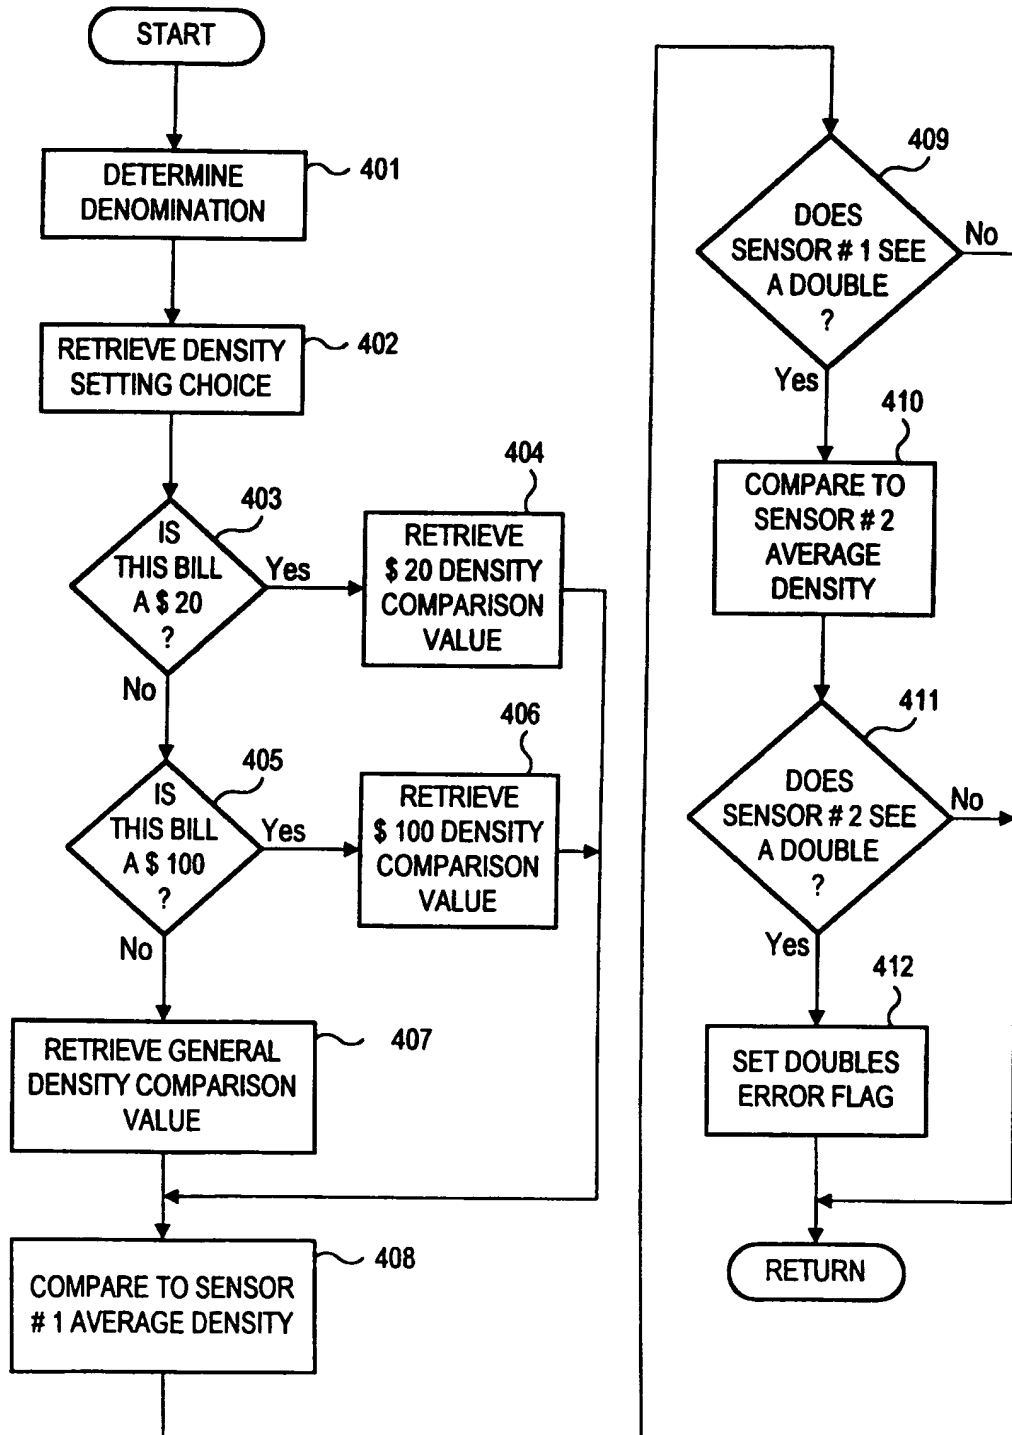 START
DETERMINE
DENOMINATION
401
RETRIEVE DENSITY
SETTING CHOICE
402
403
IS
THIS BILL
A $ 20
?
Yes
No
404
RETRIEVE
$ 20 DENSITY
COMPARISON
VALUE
405
IS
THIS BILL
A $ 100
?
Yes
No
406
RETRIEVE
$ 100 DENSITY
COMPARISON
VALUE
RETRIEVE GENERAL
DENSITY COMPARISON
VALUE
407
408
COMPARE TO SENSOR
# 1 AVERAGE DENSITY
409
DOES
SENSOR # 1 SEE
A DOUBLE
?
No
Yes
410
COMPARE TO
SENSOR # 2
AVERAGE
DENSITY
411
DOES
SENSOR # 2 SEE
A DOUBLE
?
No
Yes
412
SET DOUBLES
ERROR FLAG
RETURN